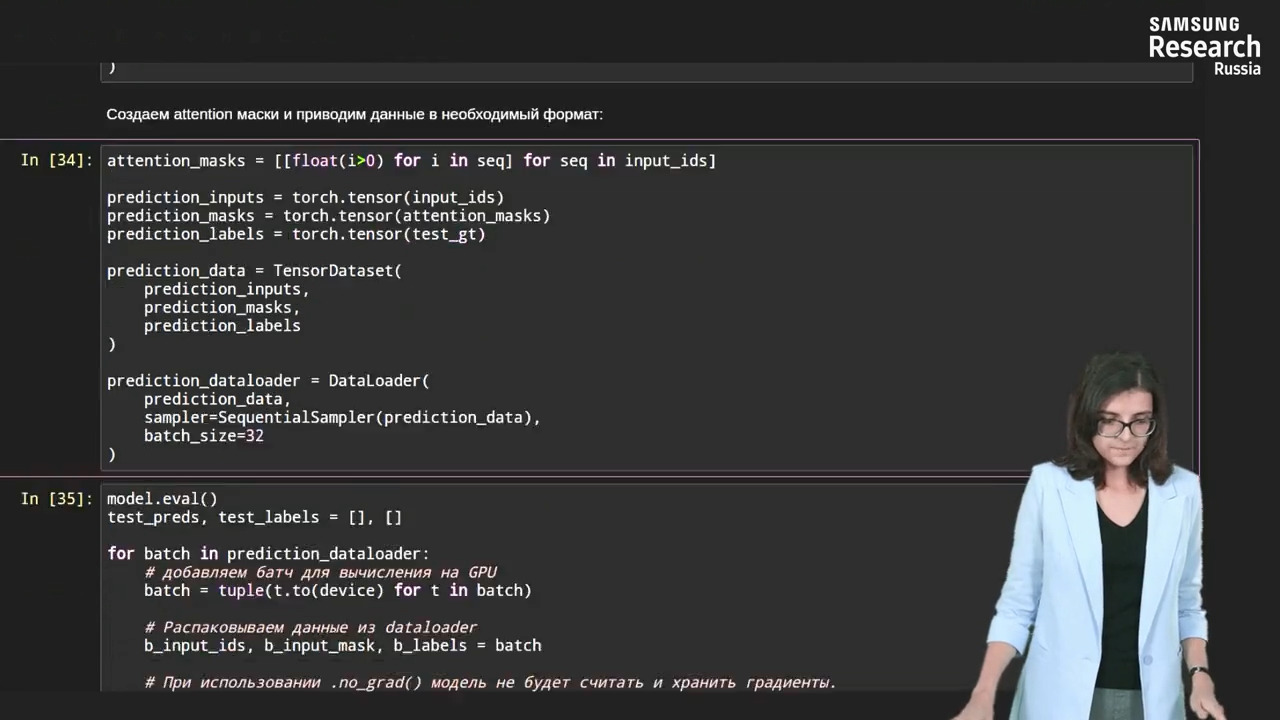 SAMSUNG
Research
Russia
)
Создаем attention маски и приводим данные в необходимый формат:
In [34]:
attention_masks = [[float(i>0) for i in seq] for seq in input_ids]
prediction_inputs = torch.tensor(input_ids)
prediction_masks = torch.tensor(attention_masks)
prediction_labels = torch.tensor(test_gt)
prediction_data = TensorDataset(
prediction_inputs,
prediction_masks,
prediction_labels
)
prediction_dataloader = DataLoader(
prediction_data,
sampler=SequentialSampler(prediction_data),
batch_size=32
)
In [35]:
model.eval()
test_preds, test_labels = [], []
for batch in prediction_dataloader:
# добавляем батч для вычисления на GPU
batch = tuple(t.to(device) for t in batch)
# Распаковываем данные из dataloader
b_input_ids, b_input_mask, b_labels = batch
# При использовании .no_grad() модель не будет считать и хранить градиенты.